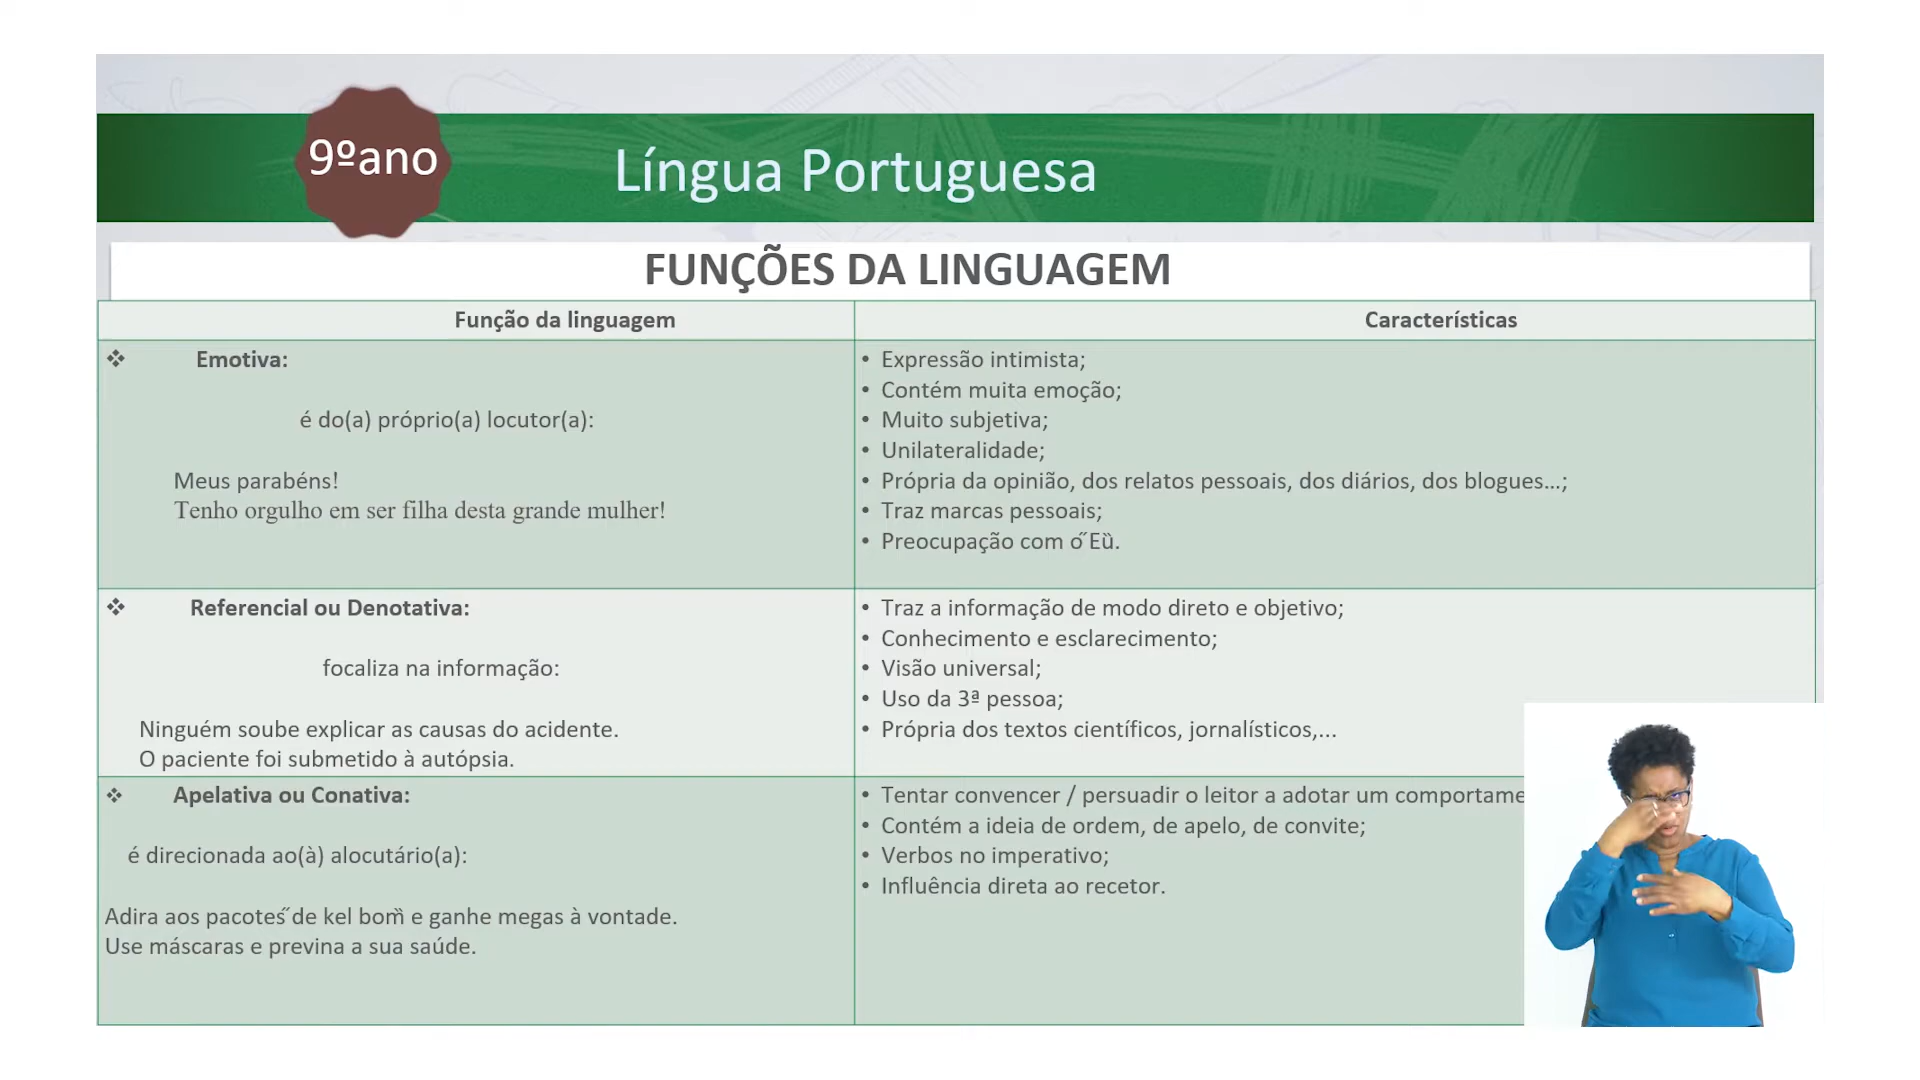 9ºano
Língua Portuguesa
FUNÇÕES DA LINGUAGEM
Função da linguagem
Características
❖ Emotiva:
é do(a) próprio(a) locutor(a):
Meus parabéns!
Tenho orgulho em ser filha desta grande mulher!
• Expressão intimista;
• Contém muita emoção;
• Muito subjetiva;
• Unilateralidade;
• Própria da opinião, dos relatos pessoais, dos diários, dos blogues...;
• Traz marcas pessoais;
• Preocupação com o ̋Eȕ.
❖ Referencial ou Denotativa:
focaliza na informação:
Ninguém soube explicar as causas do acidente.
O paciente foi submetido à autópsia.
• Traz a informação de modo direto e objetivo;
• Conhecimento e esclarecimento;
• Visão universal;
• Uso da 3ª pessoa;
• Própria dos textos científicos, jornalísticos,...
❖ Apelativa ou Conativa:
é direcionada ao(à) alocutário(a):
Adira aos pacotes ̋de kel bom̏ e ganhe megas à vontade.
Use máscaras e previna a sua saúde.
• Tentar convencer / persuadir o leitor a adotar um comportame
• Contém a ideia de ordem, de apelo, de convite;
• Verbos no imperativo;
• Influência direta ao recetor.